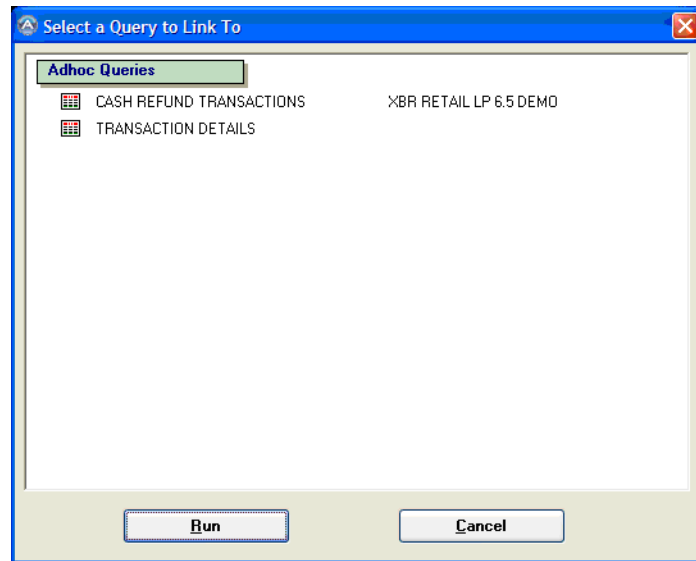 Select a Query to Link To
Adhoc Queries
CASH REFUND TRANSACTIONS XBR RETAIL LP 6.5 DEMO
TRANSACTION DETAILS
Run Cancel